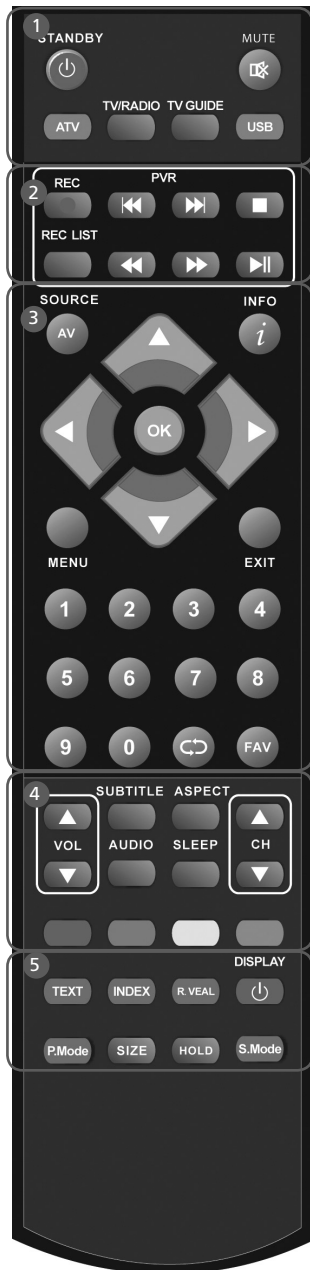 1
STANDBY MUTE
TV/RADIO TV GUIDE
ATV USB
2
REC PVR
REC LIST
SOURCE INFO
3
AV i
OK
MENU EXIT
1 2 3 4
5 6 7 8
9 0 FAV
4
SUBTITLE ASPECT
VOL AUDIO SLEEP CH
5
DISPLAY
TEXT INDEX R.VEAL
P.Mode SIZE HOLD S.Mode